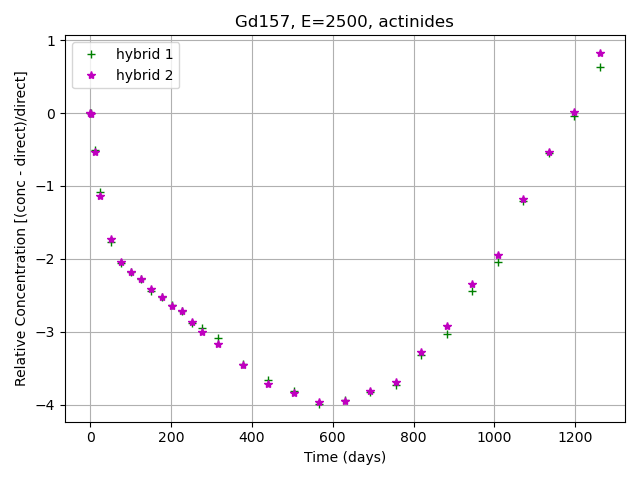 Gd157, E=2500, actinides
hybrid 1
hybrid 2
Relative Concentration [(conc - direct)/direct]
1
0
−1
−2
−3
−4
0 200 400 600 800 1000 1200
Time (days)